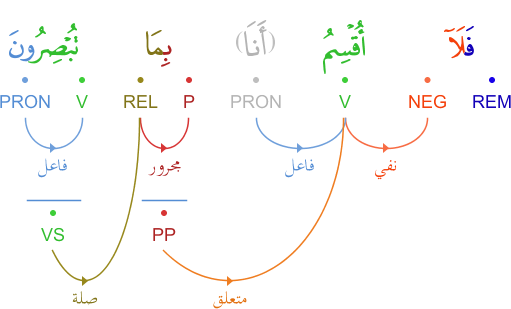 فَلَآ أُقْسِمُ (أَنَا) بِمَا تُبْصِرُونَ
REM NEG V PRON P REL V PRON
نفي فاعل مجرور فاعل
PP VS
متعلق صلة